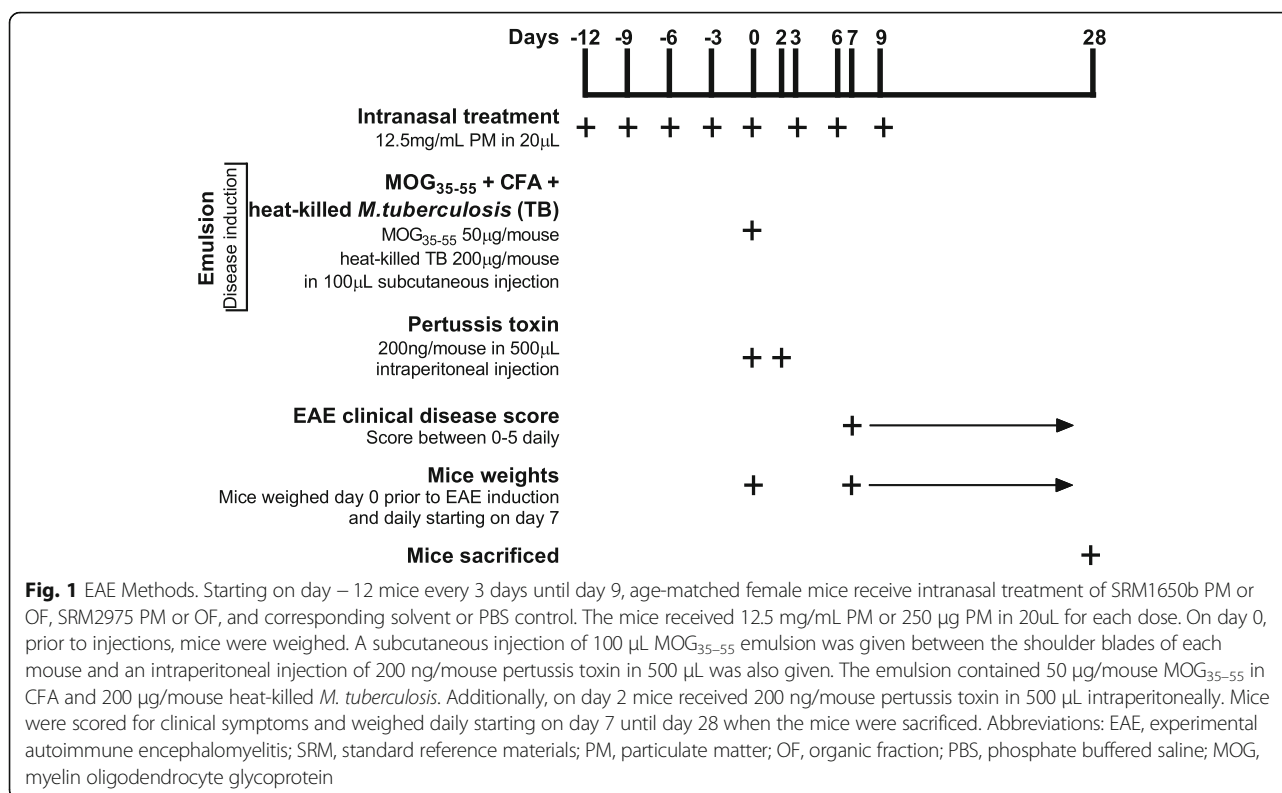 Days -12 -9 -6 -3 0 2 3 6 7 9 28
Intranasal treatment
12.5mg/mL PM in 20μL
+ + + + + + + +
Emulsion
Disease induction
MOG35-55 + CFA +
heat-killed M.tuberculosis (TB)
MOG35-55 50μg/mouse
+
heat-killed TB 200μg/mouse
in 100μL subcutaneous injection
Pertussis toxin
200ng/mouse in 500μL
+ +
intraperitoneal injection
EAE clinical disease score
+
Score between 0-5 daily
Mice weights
+ +
Mice weighed day 0 prior to EAE induction
and daily starting on day 7
Mice sacrificed +
Fig. 1 EAE Methods. Starting on day − 12 mice every 3 days until day 9, age-matched female mice receive intranasal treatment of SRM1650b PM or
OF, SRM2975 PM or OF, and corresponding solvent or PBS control. The mice received 12.5 mg/mL PM or 250 μg PM in 20uL for each dose. On day 0,
prior to injections, mice were weighed. A subcutaneous injection of 100 μL MOG35–55 emulsion was given between the shoulder blades of each
mouse and an intraperitoneal injection of 200 ng/mouse pertussis toxin in 500 μL was also given. The emulsion contained 50 μg/mouse MOG35–55 in
CFA and 200 μg/mouse heat-killed M. tuberculosis. Additionally, on day 2 mice received 200 ng/mouse pertussis toxin in 500 μL intraperitoneally. Mice
were scored for clinical symptoms and weighed daily starting on day 7 until day 28 when the mice were sacrificed. Abbreviations: EAE, experimental
autoimmune encephalomyelitis; SRM, standard reference materials; PM, particulate matter; OF, organic fraction; PBS, phosphate buffered saline; MOG,
myelin oligodendrocyte glycoprotein